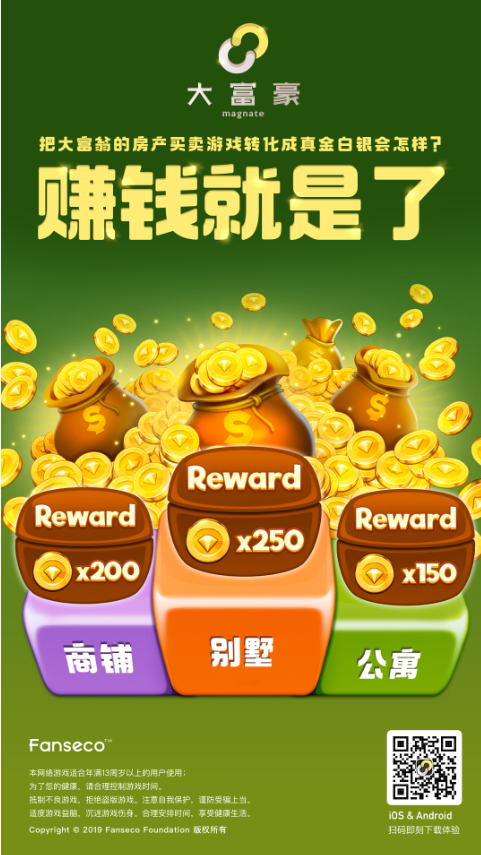 大富豪
magnate
把大富翁的房产买卖游戏转化成真金白银会怎样？
赚钱就是了
Reward
x250
Reward
x200
Reward
x150
商铺
别墅
公寓
Fanseco™
本网络游戏适合年满13周岁以上的用户使用；
为了您的健康，请合理控制游戏时间。
抵制不良游戏，拒绝盗版游戏。注意自我保护，谨防受骗上当。
适度游戏益脑，沉迷游戏伤身。合理安排时间，享受健康生活。
Copyright © 2019 Fanseco Foundation 版权所有
iOS & Android
扫码即刻下载体验